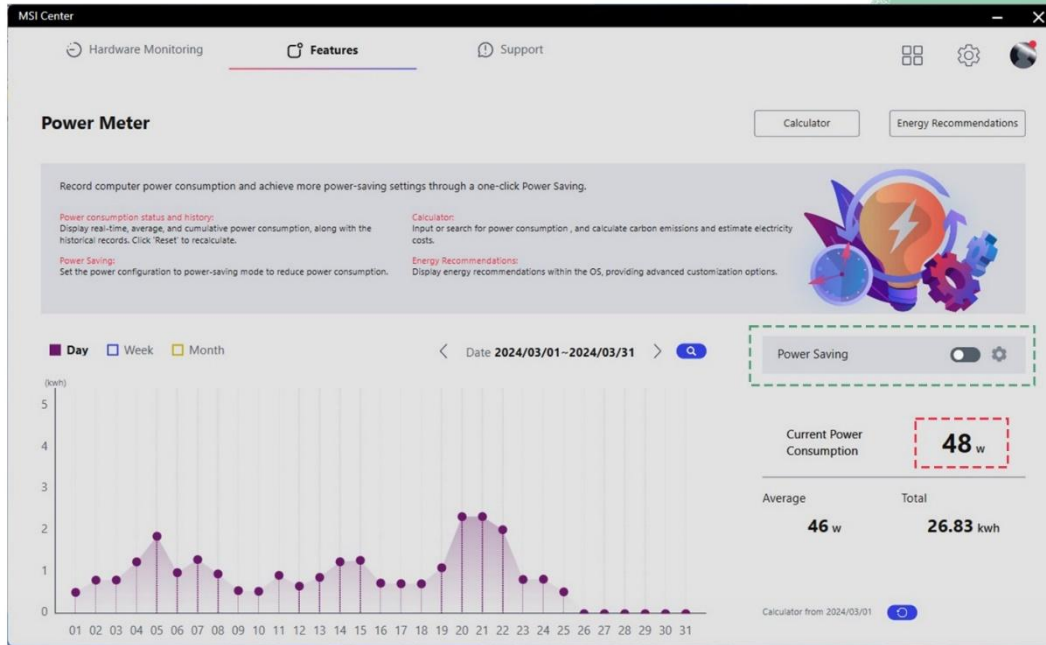 MSI Center
Hardware Monitoring
Features
Support
Power Meter
Calculator
Energy Recommendations
Record computer power consumption and achieve more power-saving settings through a one-click Power Saving.
Power consumption status and history:
Display real-time, average, and cumulative power consumption, along with the
historical records. Click 'Reset' to recalculate.
Power Saving:
Set the power configuration to power-saving mode to reduce power consumption.
Calculator:
Input or search for power consumption , and calculate carbon emissions and estimate electricity
costs.
Energy Recommendations:
Display energy recommendations within the OS, providing advanced customization options.
Day
Week
Month
Date 2024/03/01~2024/03/31
Power Saving
(kwh)
5
4
3
2
1
0
01 02 03 04 05 06 07 08 09 10 11 12 13 14 15 16 17 18 19 20 21 22 23 24 25 26 27 28 29 30 31
Current Power
Consumption
48 w
Average
46 w
Total
26.83 kwh
Calculator from 2024/03/01